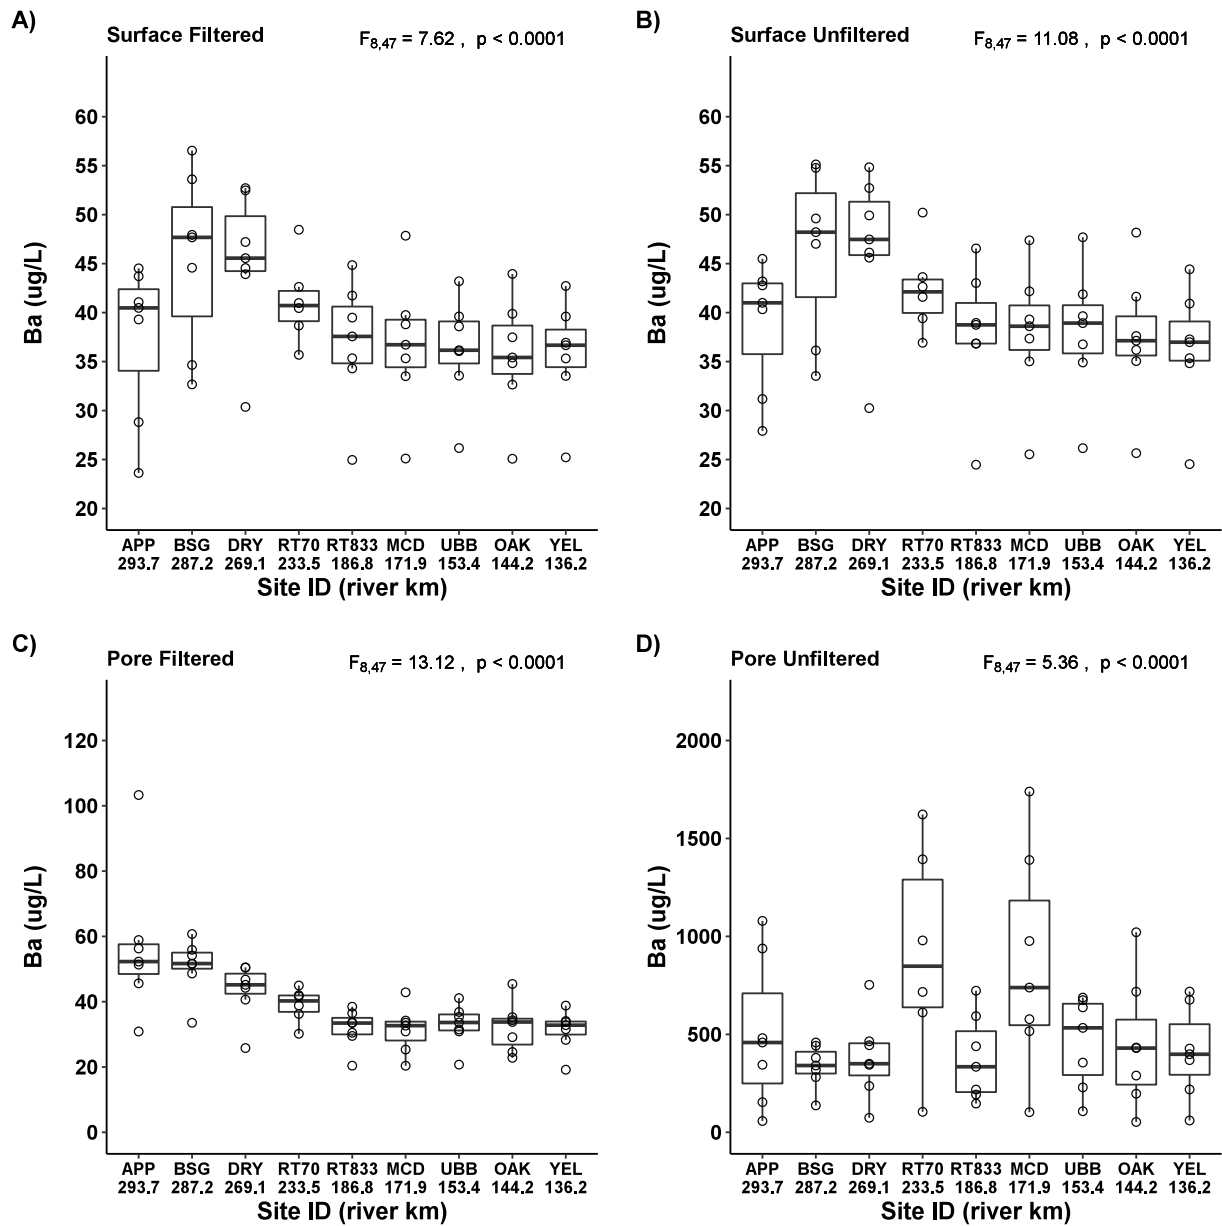 A)
Surface Filtered
F8,47 = 7.62 , p < 0.0001
60
55
50
45
40
35
30
25
20
Ba (ug/L)
APP BSG DRY RT70 RT833 MCD UBB OAK YEL
293.7 287.2 269.1 233.5 186.8 171.9 153.4 144.2 136.2
Site ID (river km)
B)
Surface Unfiltered
F8,47 = 11.08 , p < 0.0001
60
55
50
45
40
35
30
25
20
Ba (ug/L)
APP BSG DRY RT70 RT833 MCD UBB OAK YEL
293.7 287.2 269.1 233.5 186.8 171.9 153.4 144.2 136.2
Site ID (river km)
C)
Pore Filtered
F8,47 = 13.12 , p < 0.0001
120
100
80
60
40
20
0
Ba (ug/L)
APP BSG DRY RT70 RT833 MCD UBB OAK YEL
293.7 287.2 269.1 233.5 186.8 171.9 153.4 144.2 136.2
Site ID (river km)
D)
Pore Unfiltered
F8,47 = 5.36 , p < 0.0001
2000
1500
1000
500
0
Ba (ug/L)
APP BSG DRY RT70 RT833 MCD UBB OAK YEL
293.7 287.2 269.1 233.5 186.8 171.9 153.4 144.2 136.2
Site ID (river km)